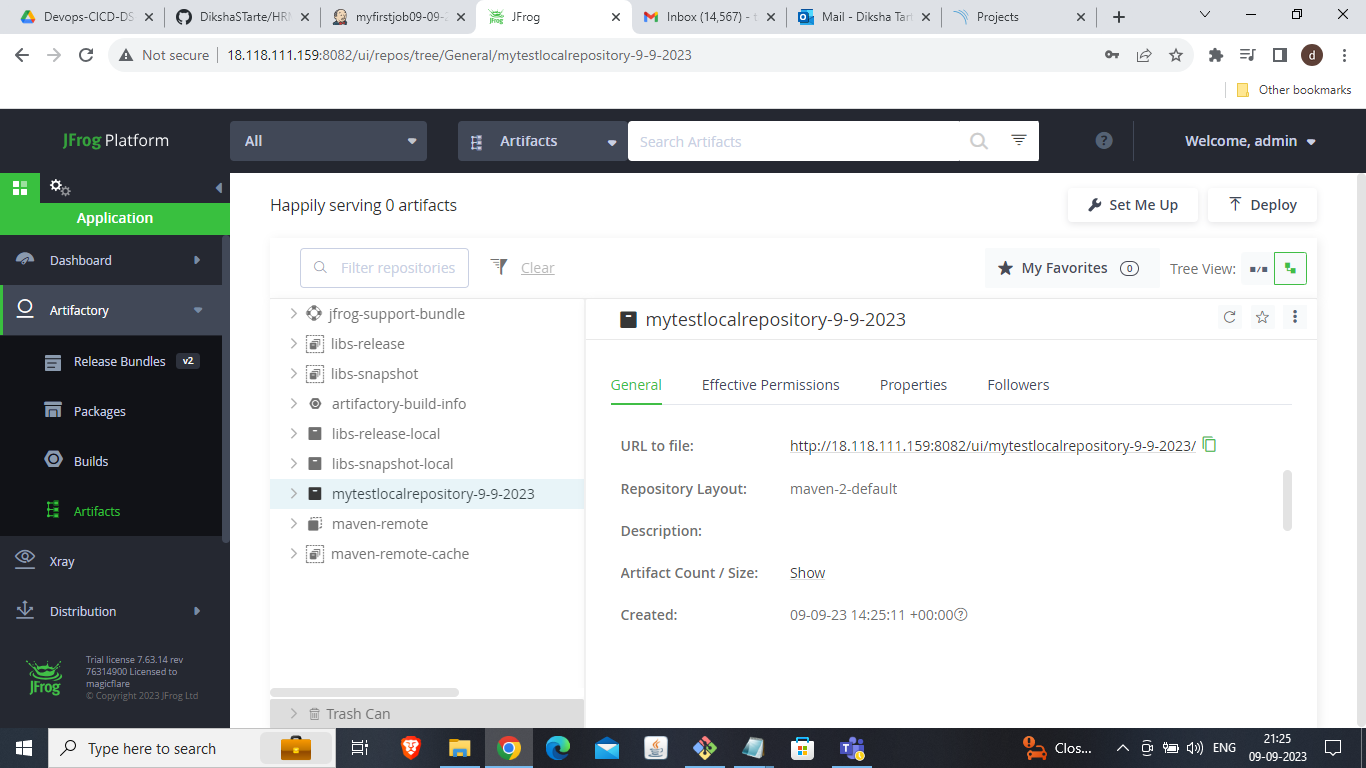 Devops-CICD-DS
DikshaSTarte/HRM
myfirstjob09-09-2
JFrog
Inbox (14,567) - t
Mail - Diksha Tart
Projects
Not secure
18.118.111.159:8082/ui/repos/tree/General/mytestlocalrepository-9-9-2023
d
Other bookmarks
JFrog Platform
All
Artifacts
Search Artifacts
Welcome, admin
Application
Happily serving 0 artifacts
Set Me Up
Deploy
Dashboard
Artifactory
Release Bundles v2
Packages
Builds
Artifacts
Xray
Distribution
JFrog
Trial license 7.63.14 rev
76314900 Licensed to
magicflare
© Copyright 2023 JFrog Ltd
Filter repositories
Clear
My Favorites 0
Tree View:
jfrog-support-bundle
libs-release
libs-snapshot
artifactory-build-info
libs-release-local
libs-snapshot-local
mytestlocalrepository-9-9-2023
maven-remote
maven-remote-cache
Trash Can
mytestlocalrepository-9-9-2023
General
Effective Permissions
Properties
Followers
URL to file: http://18.118.111.159:8082/ui/mytestlocalrepository-9-9-2023/
Repository Layout: maven-2-default
Description:
Artifact Count / Size: Show
Created: 09-09-23 14:25:11 +00:00
Type here to search
Clos...
ENG
21:25
09-09-2023